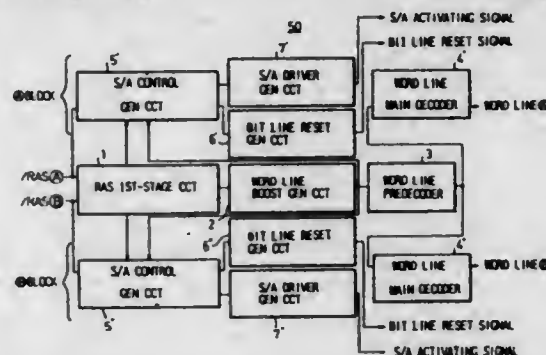 50
S/A ACTIVATING SIGNAL
BIT LINE RESET SIGNAL
5'
7'
4'
Ⓐ BLOCK
S/A CONTROL
GEN CCT
S/A DRIVER
GEN CCT
WORD LINE
MAIN DECODER
WORD LINE
6'
BIT LINE RESET
GEN CCT
1
3
/RASⒶ
/RASⒷ
RAS 1ST-STAGE CCT
WORD LINE
BOOST GEN CCT
WORD LINE
PREDECODER
2
6"
4"
BIT LINE RESET
GEN CCT
Ⓑ BLOCK
S/A CONTROL
GEN CCT
WORD LINE
MAIN DECODER
WORD LINE
S/A DRIVER
GEN CCT
5"
7"
BIT LINE RESET SIGNAL
S/A ACTIVATING SIGNAL